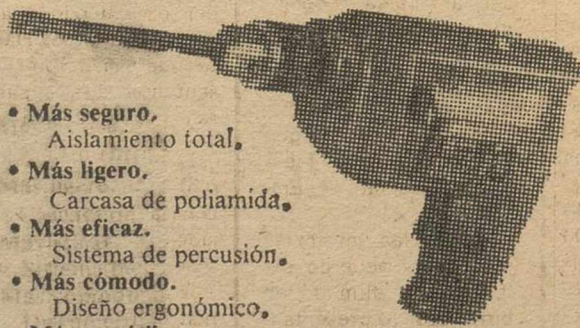 • Más seguro.
Aislamiento total.
• Más ligero.
Carcasa de poliamida.
• Más eficaz.
Sistema de percusión.
• Más cómodo.
Diseño ergonómico.